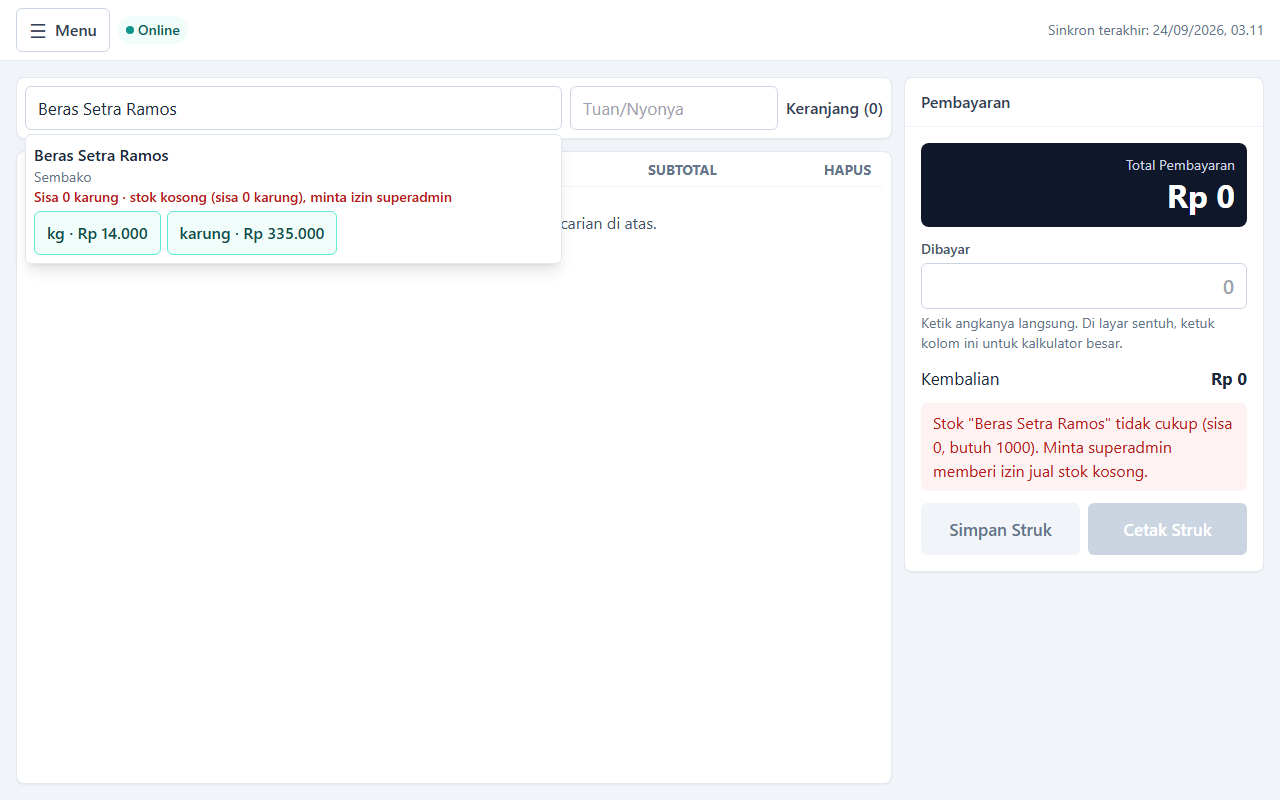 ☰ Menu
Online
Sinkron terakhir: 24/09/2026, 03.11
Beras Setra Ramos
Tuan/Nyonya
Keranjang (0)
Beras Setra Ramos
Sembako
Sisa 0 karung · stok kosong (sisa 0 karung), minta izin superadmin
kg · Rp 14.000
karung · Rp 335.000
SUBTOTAL
HAPUS
carian di atas.
Pembayaran
Total Pembayaran
Rp 0
Dibayar
0
Ketik angkanya langsung. Di layar sentuh, ketuk
kolom ini untuk kalkulator besar.
Kembalian
Rp 0
Stok "Beras Setra Ramos" tidak cukup (sisa
0, butuh 1000). Minta superadmin
memberi izin jual stok kosong.
Simpan Struk
Cetak Struk